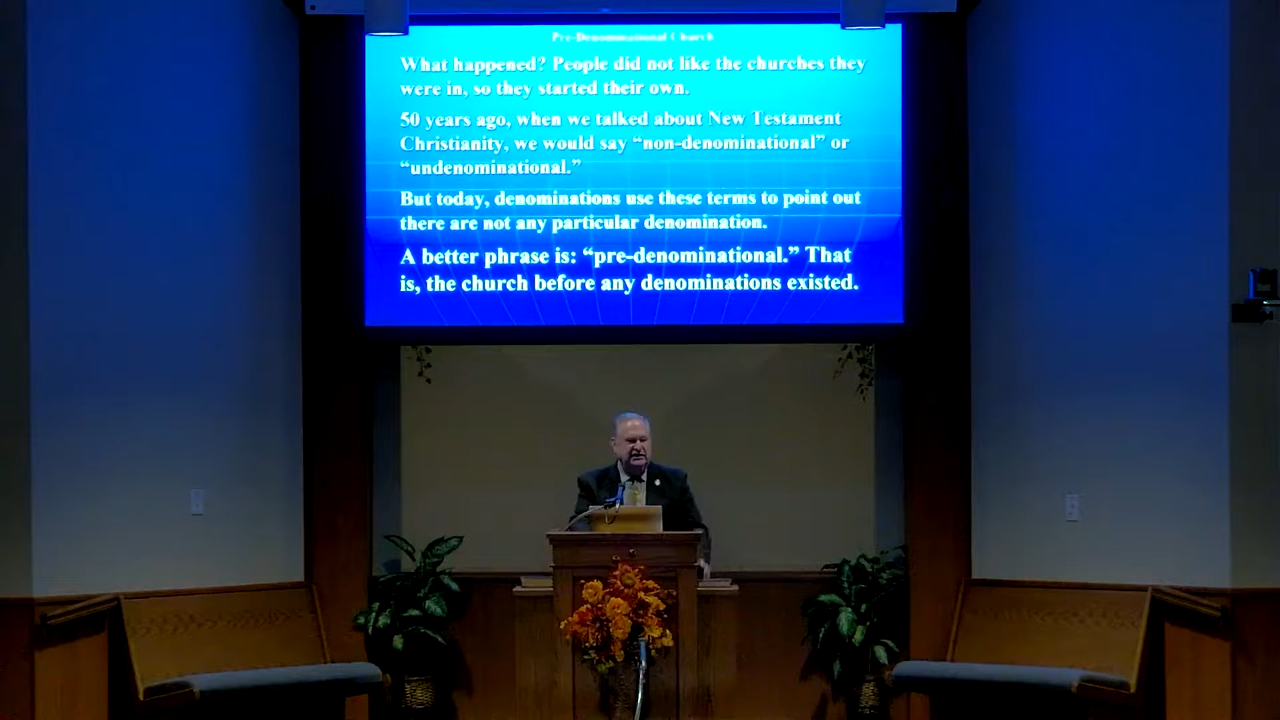 Pre-Denominational Church
What happened? People did not like the churches they
were in, so they started their own.
50 years ago, when we talked about New Testament
Christianity, we would say “non-denominational” or
“undenominational.”
But today, denominations use these terms to point out
there are not any particular denomination.
A better phrase is: “pre-denominational.” That
is, the church before any denominations existed.